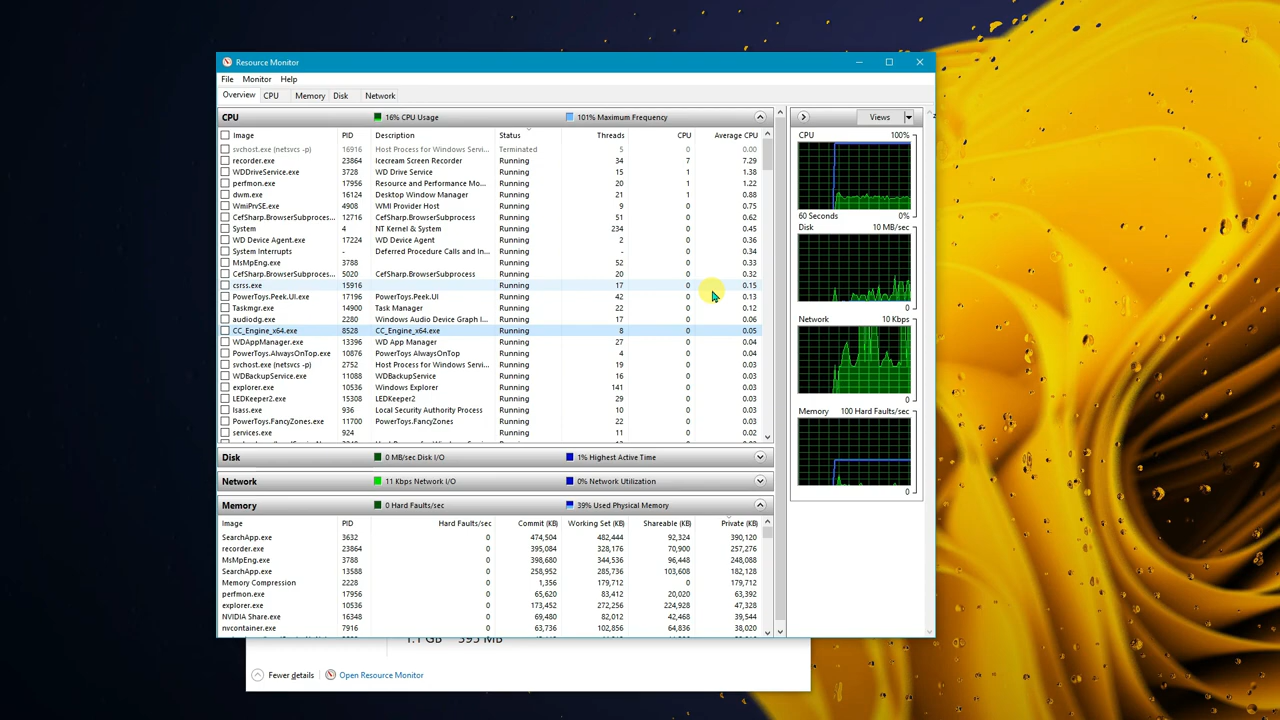 Resource Monitor
File Monitor Help
Overview CPU Memory Disk Network
CPU 16% CPU Usage 101% Maximum Frequency
Image PID Description Status Threads CPU Average CPU
svchost.exe (netsvcs -p) 16916 Host Process for Windows Servi... Terminated 5 0 0.00
recorder.exe 23864 Icecream Screen Recorder Running 34 7 7.29
WDDriveService.exe 3728 WD Drive Service Running 15 1 1.38
perfmon.exe 17956 Resource and Performance Mo... Running 20 1 1.22
dwm.exe 16124 Desktop Window Manager Running 21 1 0.88
WmiPrvSE.exe 4908 WMI Provider Host Running 9 0 0.75
CefSharp.BrowserSubproces... 12716 CefSharp.BrowserSubprocess Running 51 0 0.62
System 4 NT Kernel & System Running 234 0 0.45
WD Device Agent.exe 17224 WD Device Agent Running 2 0 0.36
System Interrupts - Deferred Procedure Calls and In... Running - 0 0.34
MsMpEng.exe 3788 Running 52 0 0.33
CefSharp.BrowserSubproces... 5020 CefSharp.BrowserSubprocess Running 20 0 0.32
csrss.exe 15916 Running 17 0 0.15
PowerToys.Peek.UI.exe 17196 PowerToys.Peek.UI Running 42 0 0.13
Taskmgr.exe 14900 Task Manager Running 22 0 0.12
audiodg.exe 2280 Windows Audio Device Graph I... Running 17 0 0.06
CC_Engine_x64.exe 8528 CC_Engine_x64.exe Running 8 0 0.05
WDAppManager.exe 13396 WD App Manager Running 27 0 0.04
PowerToys.AlwaysOnTop.exe 10876 PowerToys AlwaysOnTop Running 4 0 0.04
svchost.exe (netsvcs -p) 2752 Host Process for Windows Servi... Running 19 0 0.03
WDBackupService.exe 11088 WDBackupService Running 16 0 0.03
explorer.exe 10536 Windows Explorer Running 141 0 0.03
LEDKeeper2.exe 13660 LEDKeeper2 Running 29 0 0.03
lsass.exe 936 Local Security Authority Process Running 10 0 0.03
PowerToys.FancyZones.exe 11700 PowerToys.FancyZones Running 22 0 0.03
services.exe 924 Running 11 0 0.02
Disk 0 MB/sec Disk I/O 1% Highest Active Time
Network 11 Kbps Network I/O 0% Network Utilization
Memory 0 Hard Faults/sec 39% Used Physical Memory
Image PID Hard Faults/sec Commit (KB) Working Set (KB) Shareable (KB) Private (KB)
SearchApp.exe 3632 0 474,504 482,444 92,324 390,120
recorder.exe 23864 0 395,084 328,176 70,900 257,276
MsMpEng.exe 3788 0 398,680 344,536 96,448 248,088
SearchApp.exe 13588 0 258,952 285,736 103,608 182,128
Memory Compression 2228 0 1,356 179,712 0 179,712
perfmon.exe 17956 0 65,620 83,412 20,020 63,392
explorer.exe 10536 0 173,452 272,256 224,928 47,328
NVIDIA Share.exe 16348 0 69,480 82,012 42,468 39,544
nvcontainer.exe 7916 0 63,736 102,856 64,836 38,020
Views
CPU 100%
60 Seconds 0%
Disk 10 MB/sec
0
Network 10 Kbps
0
Memory 100 Hard Faults/sec
0
1.1 GB 395 MB
Fewer details Open Resource Monitor